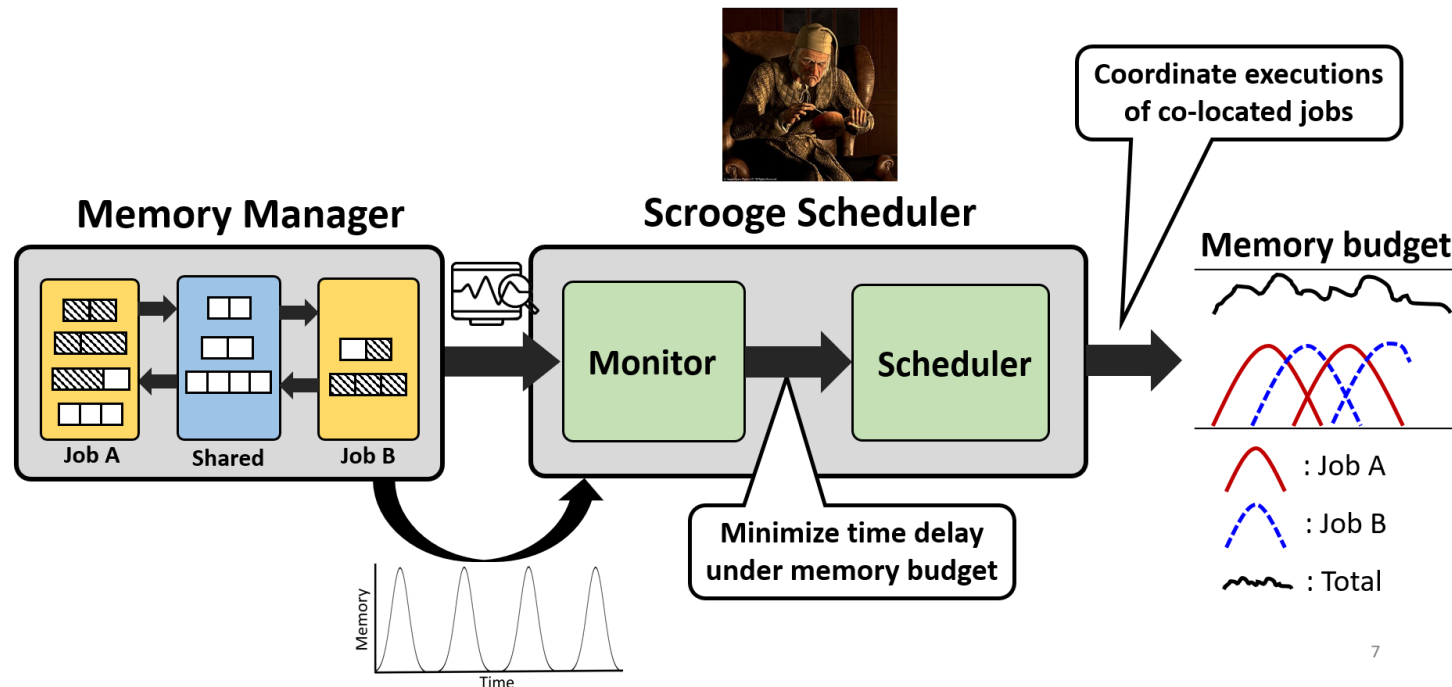 Coordinate executions
of co-located jobs
Memory Manager
Scrooge Scheduler
Memory budget
Job A
Shared
Job B
Monitor
Scheduler
Minimize time delay
under memory budget
Memory
Time
: Job A
: Job B
: Total
7